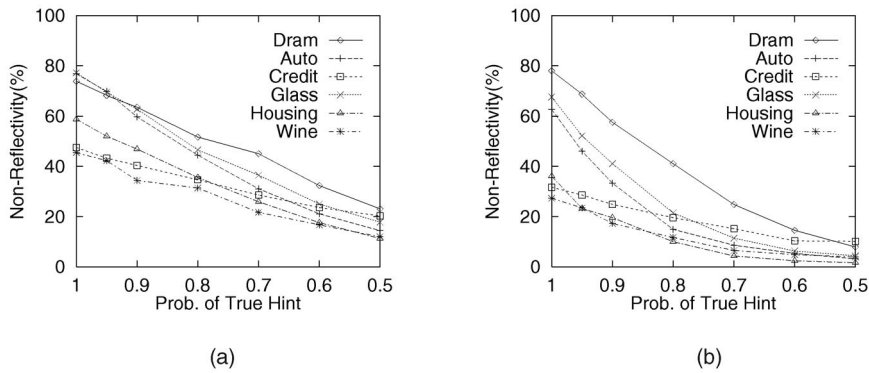 100
80
60
40
20
0
Non-Reflectivity(%)
Dram
Auto
Credit
Glass
Housing
Wine
1 0.9 0.8 0.7 0.6 0.5
Prob. of True Hint
(a)
100
80
60
40
20
0
Non-Reflectivity(%)
Dram
Auto
Credit
Glass
Housing
Wine
1 0.9 0.8 0.7 0.6 0.5
Prob. of True Hint
(b)